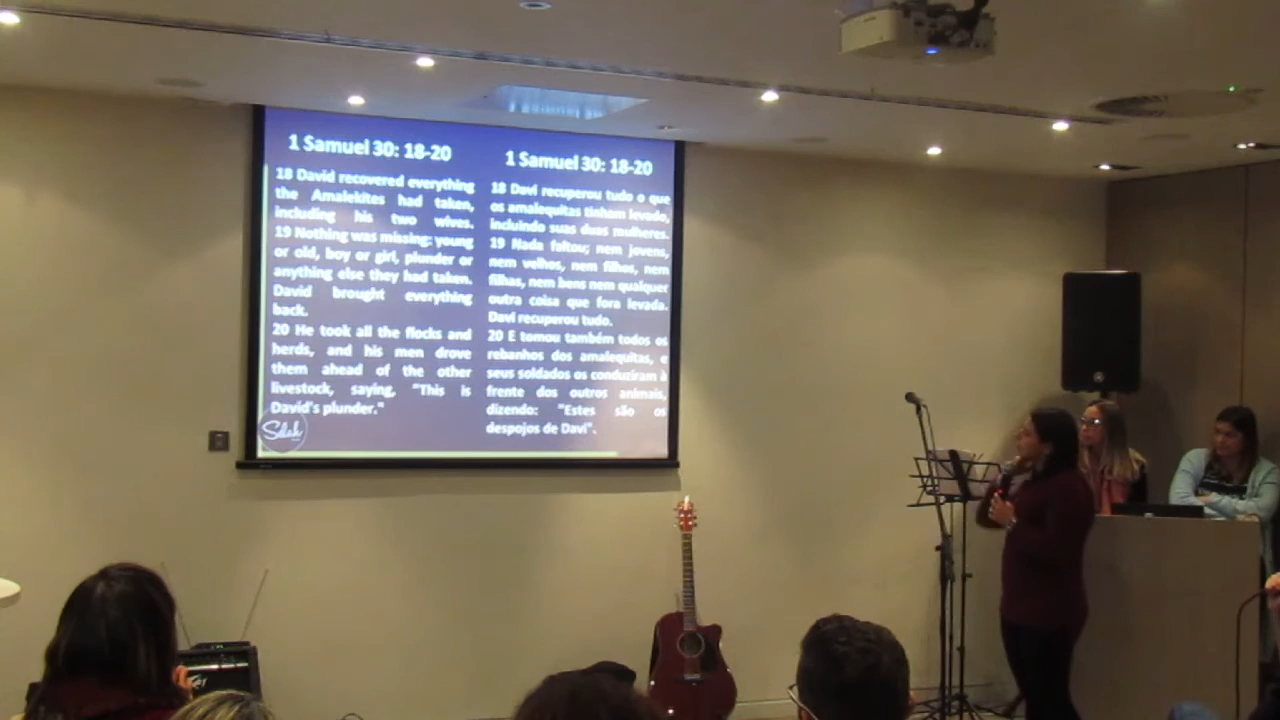 1 Samuel 30: 18-20
18 David recovered everything
the Amalekites had taken,
including his two wives.
19 Nothing was missing: young
or old, boy or girl, plunder or
anything else they had taken.
David brought everything
back.
20 He took all the flocks and
herds, and his men drove
them ahead of the other
livestock, saying, "This is
David's plunder."
Selah
1 Samuel 30: 18-20
18 Davi recuperou tudo o que
os amalequitas tinham levado,
incluindo suas duas mulheres.
19 Nada faltou; nem jovens,
nem velhos, nem filhos, nem
filhas, nem bens nem qualquer
outra coisa que fora levada.
Davi recuperou tudo.
20 E tomou também todos os
rebanhos dos amalequitas, e
seus soldados os conduziram à
frente dos outros animais,
dizendo: "Estes são os
despojos de Davi".